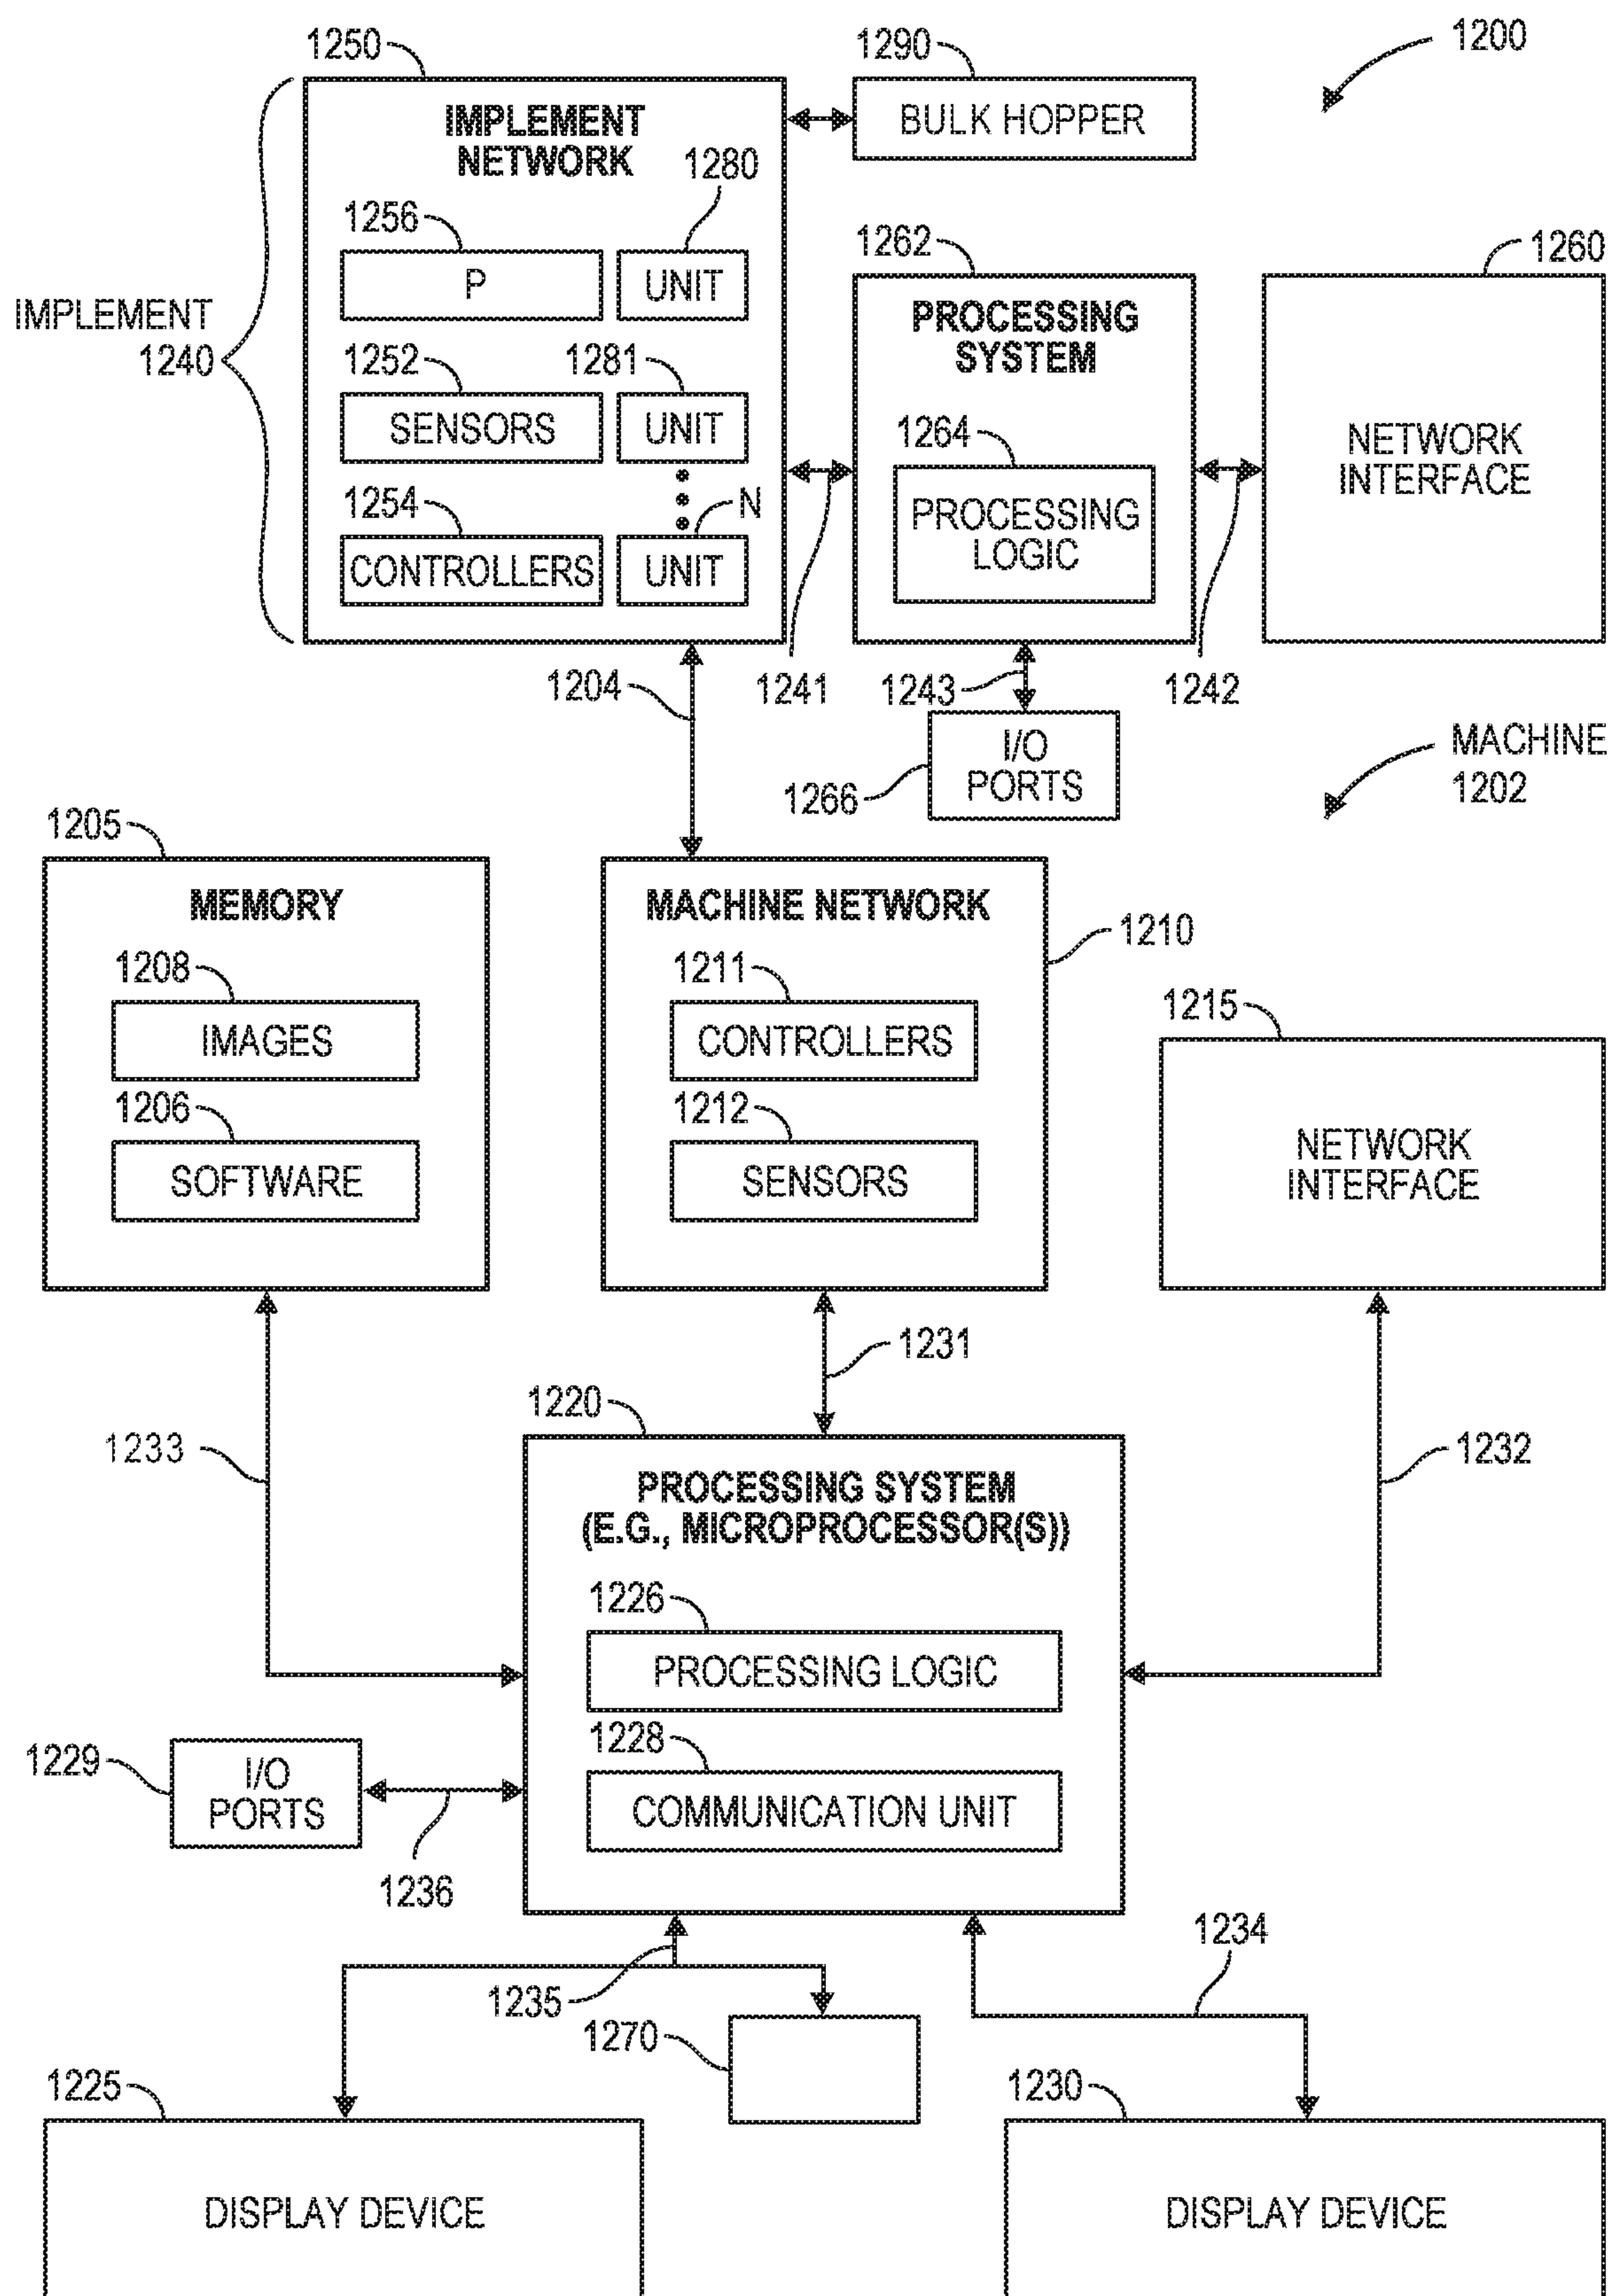 1250
1290
1200
IMPLEMENT
NETWORK
BULK HOPPER
1280
1256
P
UNIT
1262
1260
IMPLEMENT
1240
PROCESSING
SYSTEM
1252
1281
SENSORS
UNIT
1264
NETWORK
INTERFACE
1254
N
PROCESSING
LOGIC
CONTROLLERS
UNIT
1204
1241
1243
1242
I/O
PORTS
1266
MACHINE
1202
1205
MEMORY
MACHINE NETWORK
1210
1208
1211
IMAGES
CONTROLLERS
1215
1206
1212
SOFTWARE
SENSORS
NETWORK
INTERFACE
1231
1220
1233
1232
PROCESSING SYSTEM
(E.G., MICROPROCESSOR(S))
1226
PROCESSING LOGIC
1228
1229
I/O
PORTS
COMMUNICATION UNIT
1236
1234
1235
1270
1225
1230
DISPLAY DEVICE
DISPLAY DEVICE